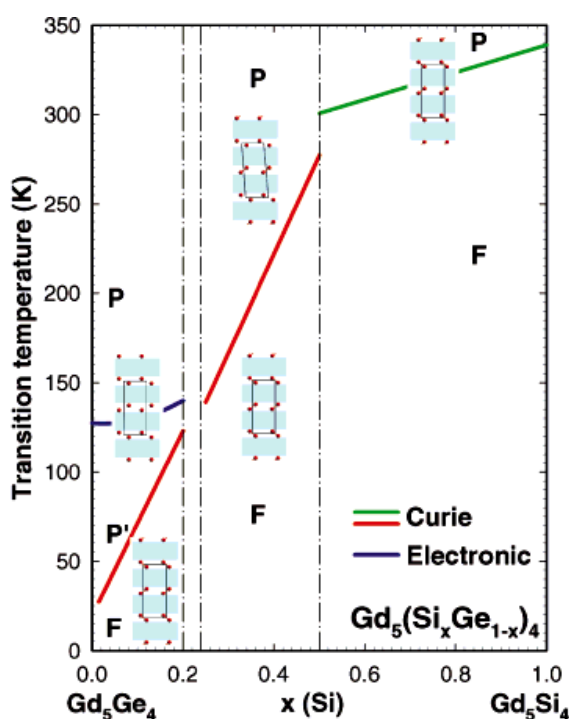 350
300
250
200
150
100
50
0
Transition temperature (K)
P
P
P
F
P'
F
F
Curie
Electronic
Gd5(SixGe1-x)4
0.0
0.2
0.4
0.6
0.8
1.0
Gd5Ge4
x (Si)
Gd5Si4